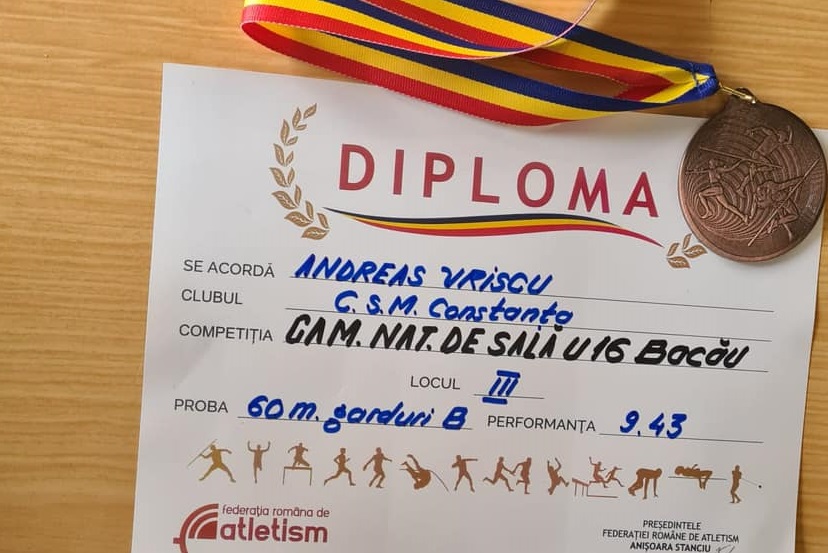 DIPLOMA
SE ACORDĂ ANDREAS VRISCU
CLUBUL C.S.M. Constanța
COMPETIȚIA CAM. NAT. DE SALĂ U16 Bacău
LOCUL III
PROBA 60 m. garduri B PERFORMANȚA 9.43
federația română de
atletism
PREȘEDINTELE
FEDERAȚIEI ROMÂNE DE ATLETISM
ANIȘOARA STANCIU